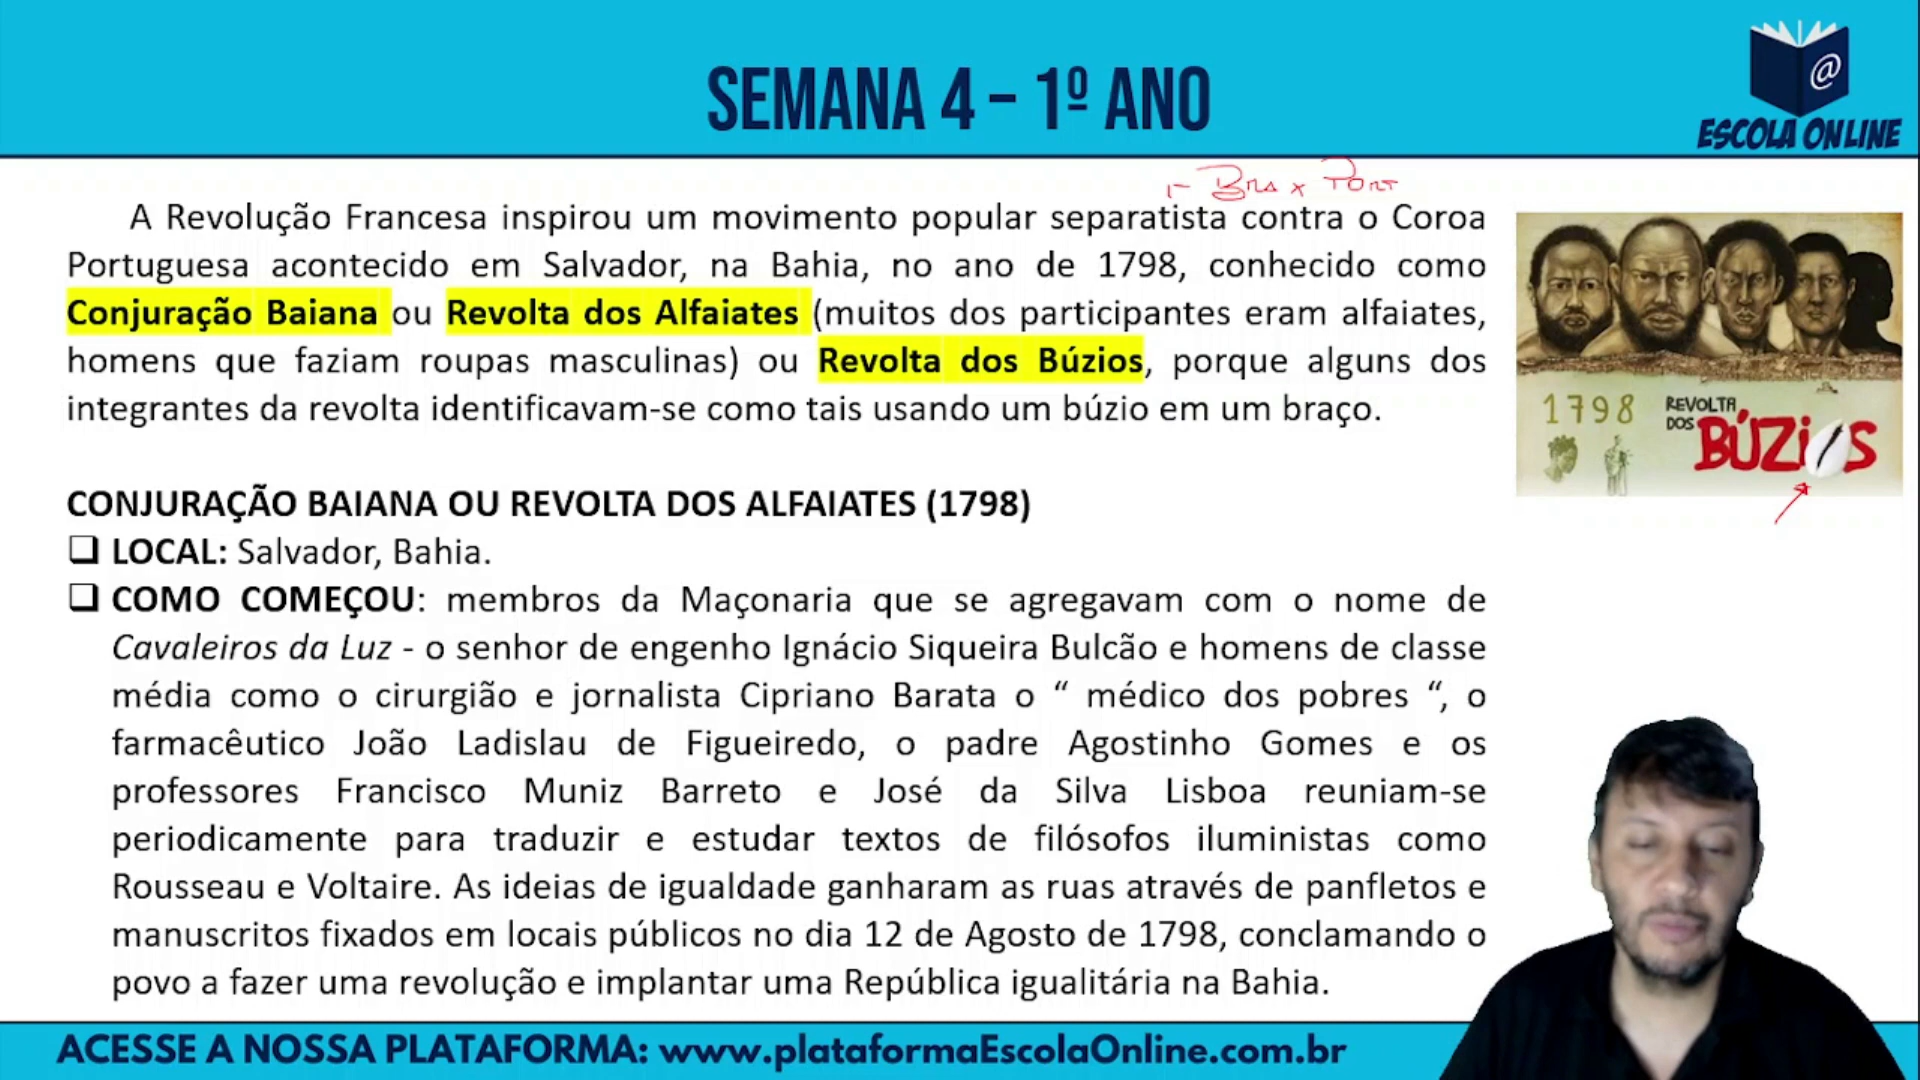 SEMANA 4 – 1º ANO
@
ESCOLA ONLINE
BRA x PORT
A Revolução Francesa inspirou um movimento popular separatista contra o Coroa
Portuguesa acontecido em Salvador, na Bahia, no ano de 1798, conhecido como
Conjuração Baiana ou Revolta dos Alfaiates (muitos dos participantes eram alfaiates,
homens que faziam roupas masculinas) ou Revolta dos Búzios, porque alguns dos
integrantes da revolta identificavam-se como tais usando um búzio em um braço.
1798 REVOLTA
DOS BÚZiOS
CONJURAÇÃO BAIANA OU REVOLTA DOS ALFAIATES (1798)
❑ LOCAL: Salvador, Bahia.
❑ COMO COMEÇOU: membros da Maçonaria que se agregavam com o nome de
Cavaleiros da Luz - o senhor de engenho Ignácio Siqueira Bulcão e homens de classe
média como o cirurgião e jornalista Cipriano Barata o “ médico dos pobres “, o
farmacêutico João Ladislau de Figueiredo, o padre Agostinho Gomes e os
professores Francisco Muniz Barreto e José da Silva Lisboa reuniam-se
periodicamente para traduzir e estudar textos de filósofos iluministas como
Rousseau e Voltaire. As ideias de igualdade ganharam as ruas através de panfletos e
manuscritos fixados em locais públicos no dia 12 de Agosto de 1798, conclamando o
povo a fazer uma revolução e implantar uma República igualitária na Bahia.
ACESSE A NOSSA PLATAFORMA: www.plataformaEscolaOnline.com.br